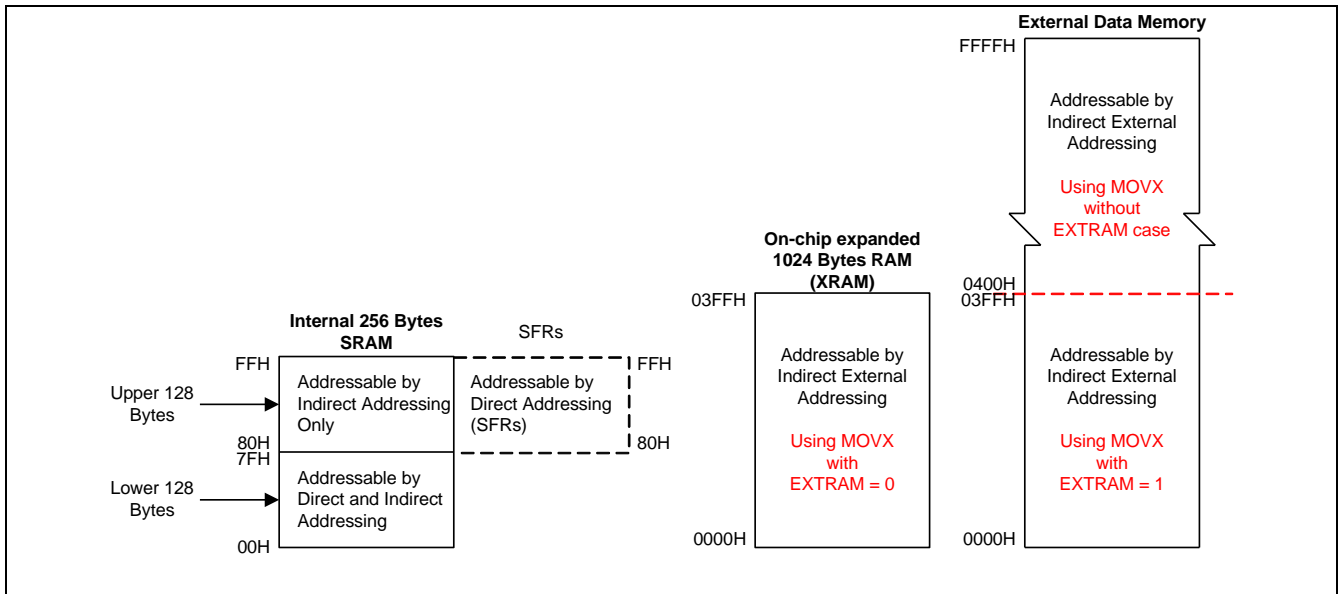 External Data Memory
FFFFH
Addressable by
Indirect External
Addressing
Using MOVX
without
EXTRAM case
0400H
03FFH
Addressable by
Indirect External
Addressing
Using MOVX
with
EXTRAM = 1
0000H
On-chip expanded
1024 Bytes RAM
(XRAM)
03FFH
Addressable by
Indirect External
Addressing
Using MOVX
with
EXTRAM = 0
0000H
Internal 256 Bytes
SRAM
SFRs
FFH
Addressable by
Indirect Addressing
Only
Addressable by
Direct Addressing
(SFRs)
FFH
Upper 128
Bytes
80H
80H
7FH
Lower 128
Bytes
Addressable by
Direct and Indirect
Addressing
00H